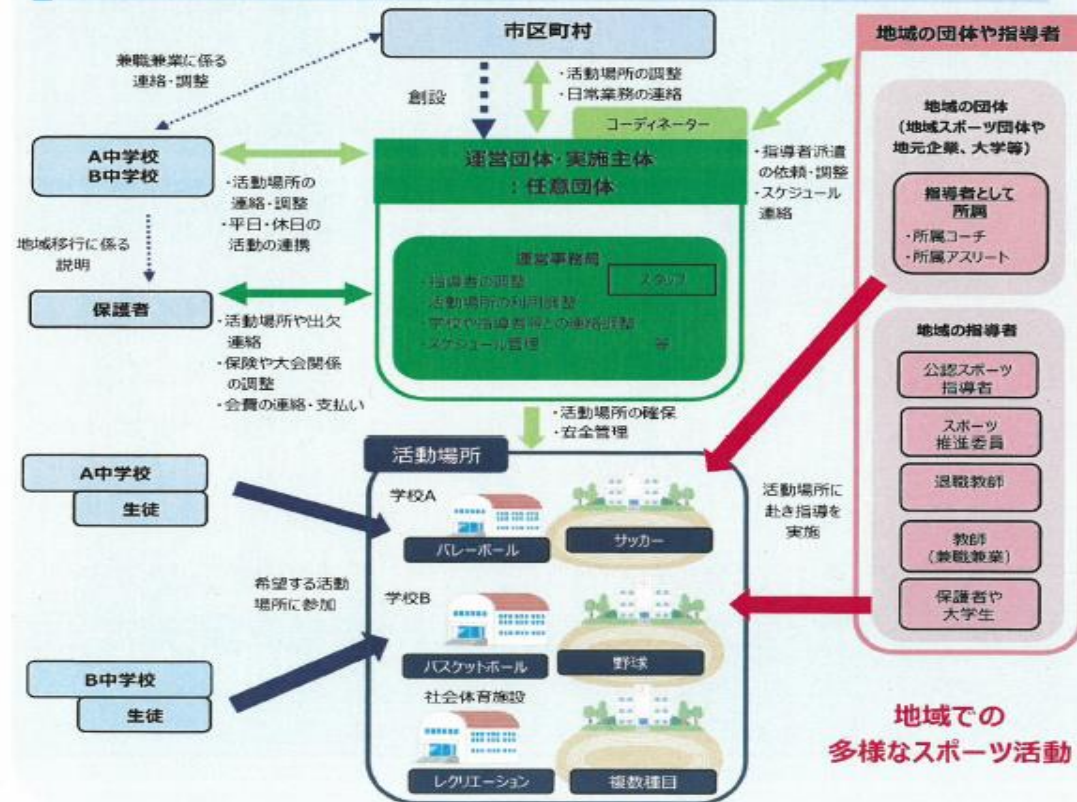 市区町村
兼職兼業に係る
連絡・調整
創設
・活動場所の調整
・日常業務の連絡
コーディネーター
A中学校
B中学校
・活動場所の
連絡・調整
・平日・休日の
活動の連携
運営団体・実施主体
：任意団体
・指導者派遣
の依頼・調整
・スケジュール
連絡
地域移行に係る
説明
運営事務局
・指導者の調整
・活動場所の利用調整
・学校や指導者等との連絡調整
・スケジュール管理 等
スタッフ
保護者
・活動場所や出欠
連絡
・保険や大会関係
の調整
・会費の連絡・支払い
・活動場所の確保
・安全管理
地域の団体や指導者
地域の団体
（地域スポーツ団体や
地元企業、大学等）
指導者として
所属
・所属コーチ
・所属アスリート
地域の指導者
公認スポーツ
指導者
スポーツ
推進委員
退職教師
教師
（兼職兼業）
保護者や
大学生
活動場所に
赴き指導を
実施
活動場所
学校A
バレーボール
サッカー
学校B
バスケットボール
野球
社会体育施設
レクリエーション
複数種目
A中学校
生徒
希望する活動
場所に参加
B中学校
生徒
地域での
多様なスポーツ活動